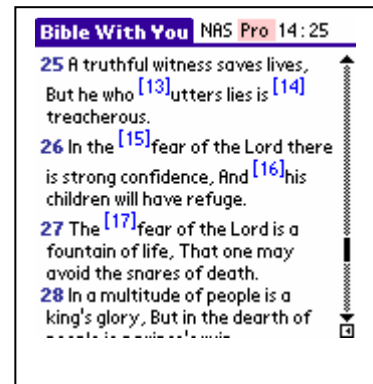 Bible With You NAS Pro 14:25
25 A truthful witness saves lives,
But he who [13]utters lies is [14]
treacherous.
26 In the [15]fear of the Lord there
is strong confidence, And [16]his
children will have refuge.
27 The [17]fear of the Lord is a
fountain of life, That one may
avoid the snares of death.
28 In a multitude of people is a
king's glory, But in the dearth of